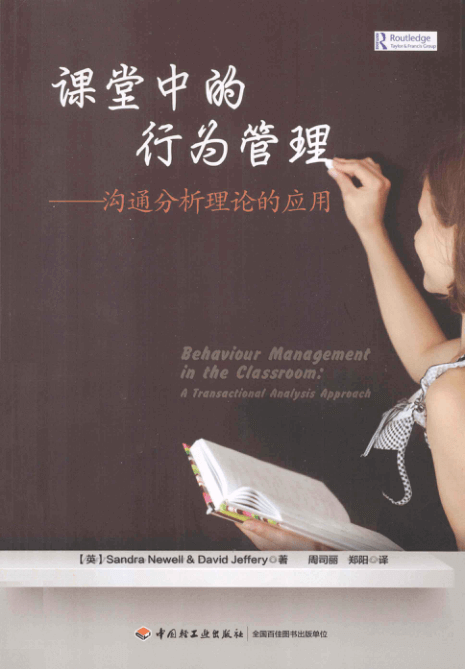 Routledge
Taylor & Francis Group
课堂中的
行为管理
——沟通分析理论的应用
Behaviour Management
in the Classroom:
A Transactional Analysis Approach
【英】Sandra Newell & David Jeffery◎著 周司丽 郑阳◎译
中国轻工业出版社 全国百佳图书出版单位